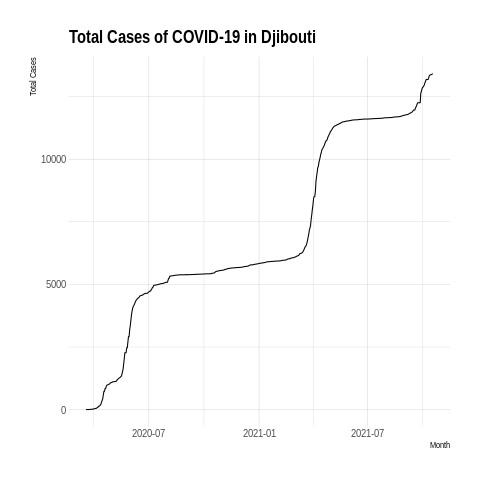 Total Cases of COVID-19 in Djibouti
Total Cases
10000
5000
0
2020-07
2021-01
2021-07
Month